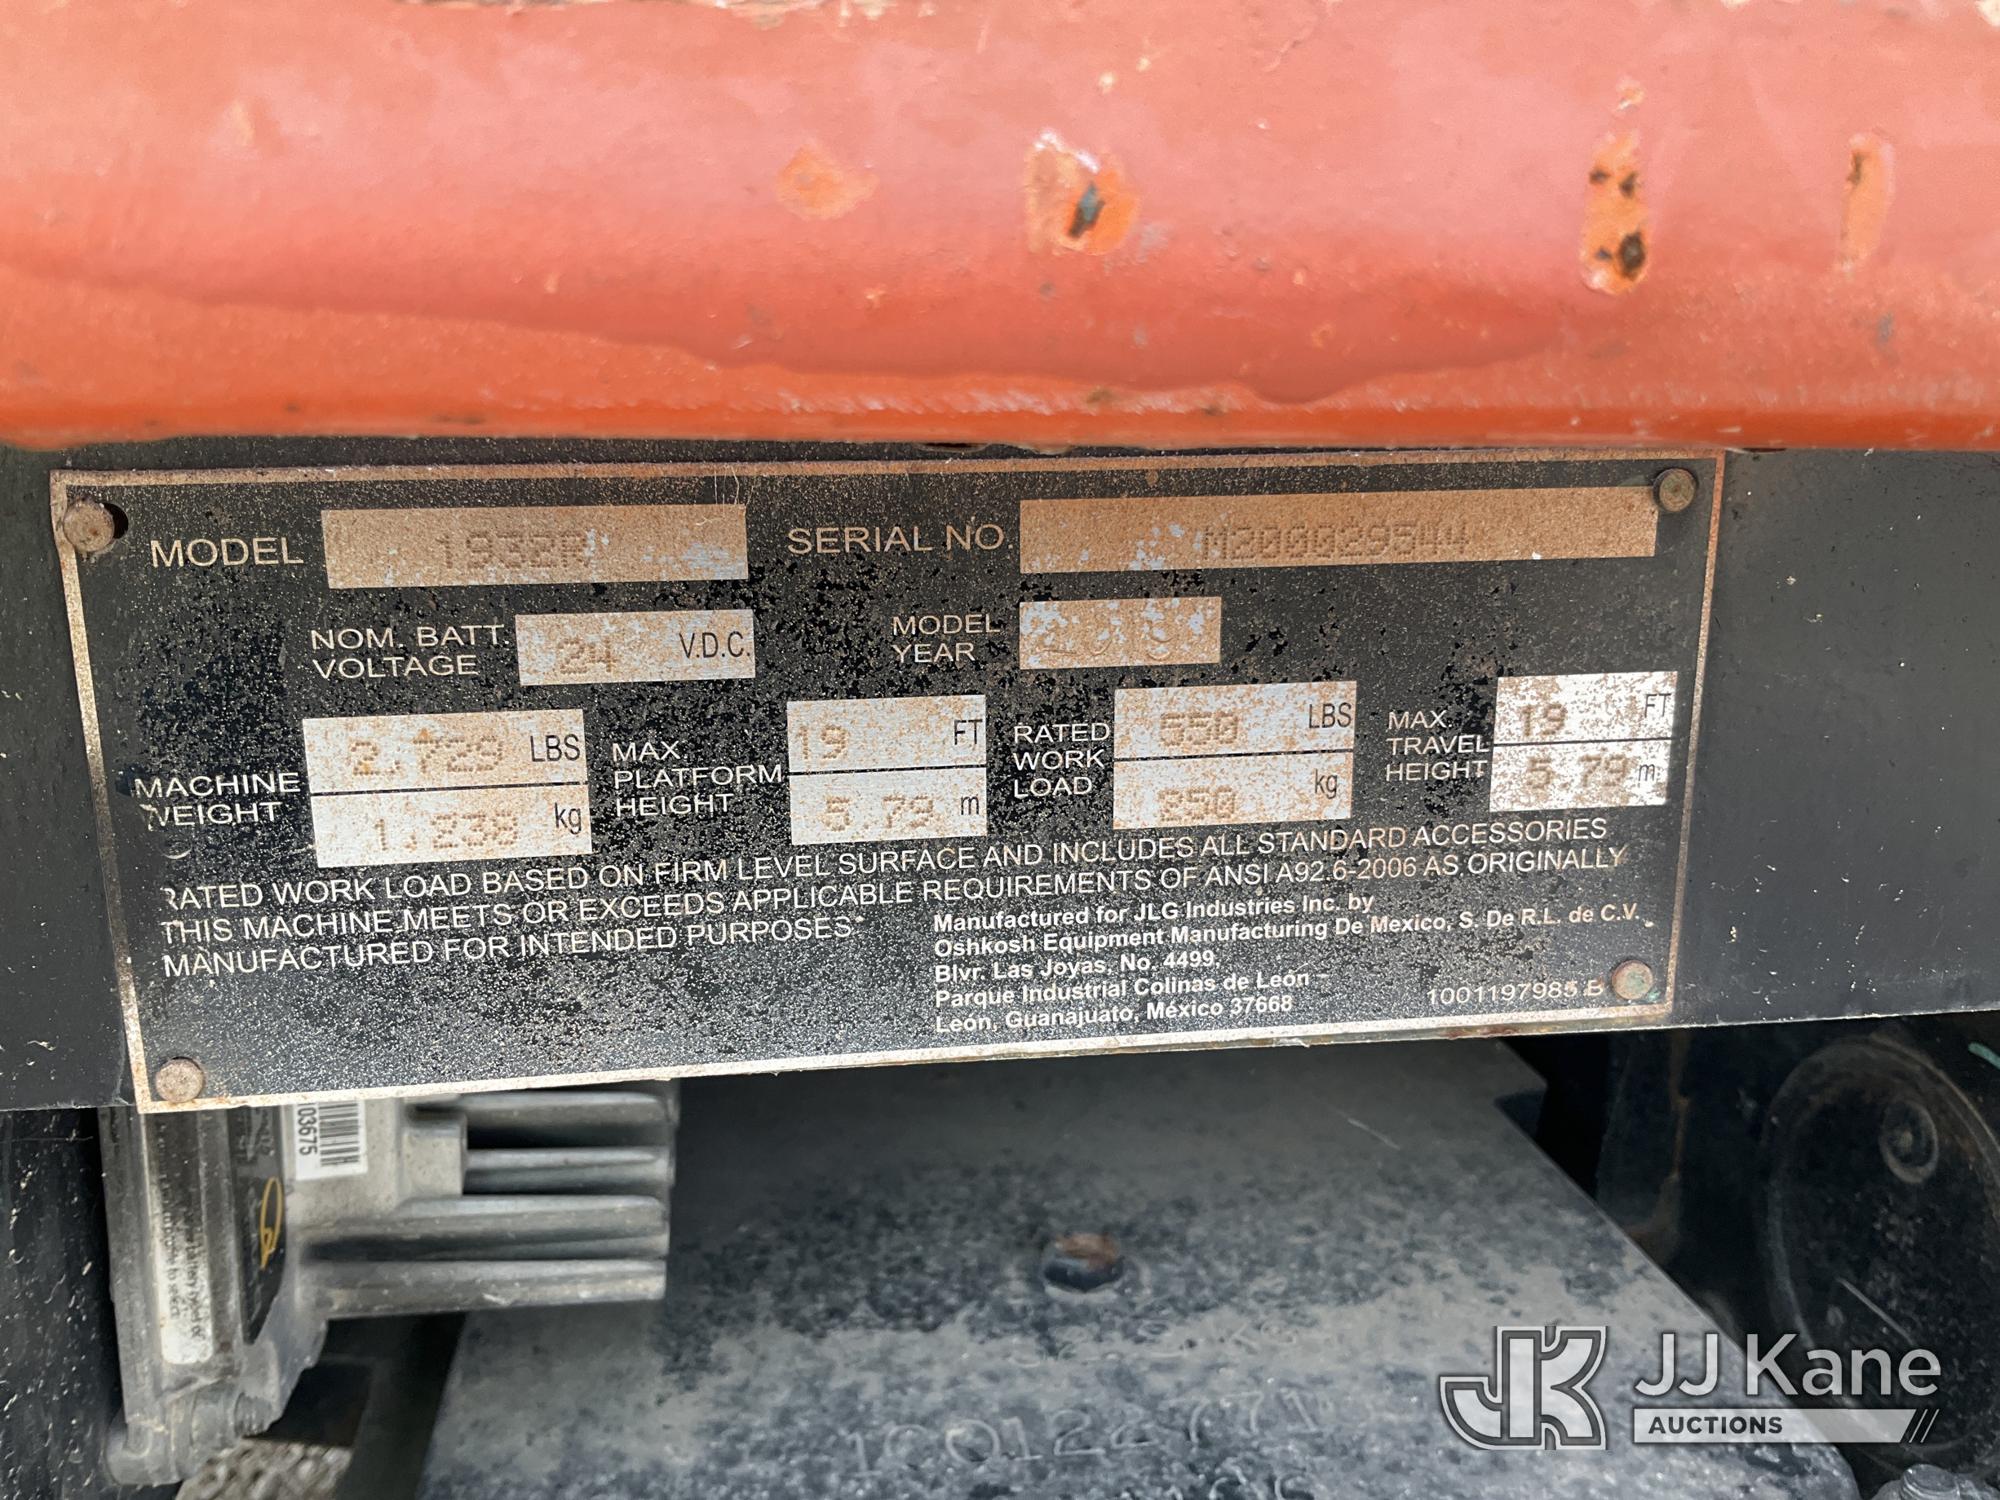 MODEL 1932R SERIAL NO. M200029544
NOM. BATT. VOLTAGE 24 V.D.C. MODEL YEAR
MACHINE WEIGHT 2,729 LBS 1,238 kg
MAX PLATFORM HEIGHT 19 FT 5.79 m
RATED WORK LOAD 550 LBS 250 kg
MAX. TRAVEL HEIGHT 19 FT 5.79 m
RATED WORK LOAD BASED ON FIRM LEVEL SURFACE AND INCLUDES ALL STANDARD ACCESSORIES
THIS MACHINE MEETS OR EXCEEDS APPLICABLE REQUIREMENTS OF ANSI A92.6-2006 AS ORIGINALLY
MANUFACTURED FOR INTENDED PURPOSES.
Manufactured for JLG Industries Inc. by
Oshkosh Equipment Manufacturing De Mexico, S. De R.L. de C.V.
Blvr. Las Joyas, No. 4499,
Parque Industrial Colinas de León
León, Guanajuato, México 37668
1001197985 B
03675
JK JJ Kane
AUCTIONS